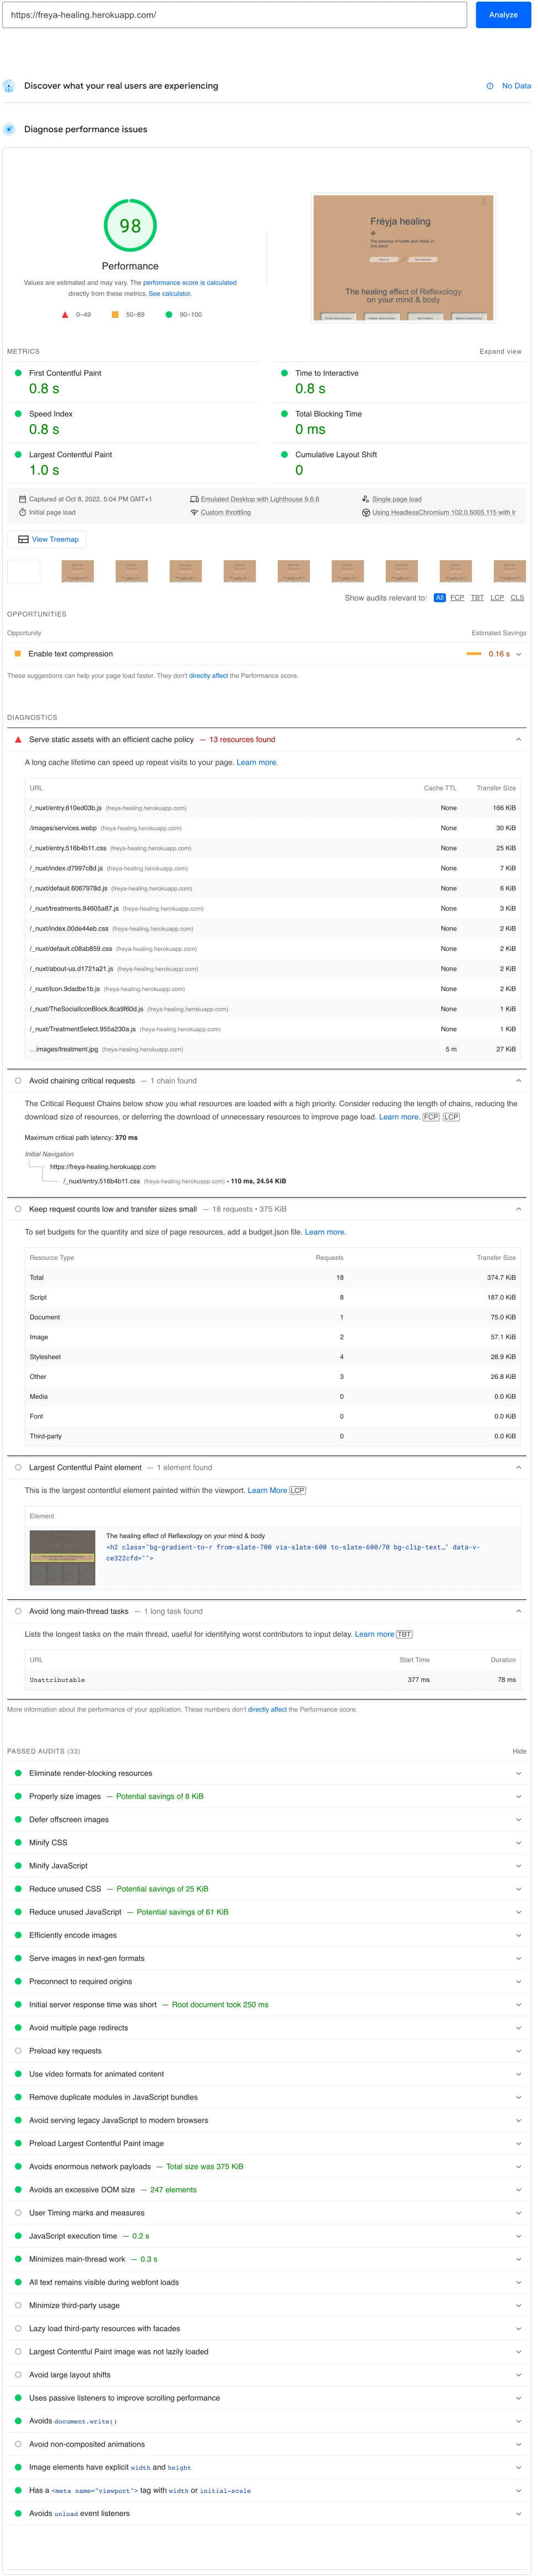 https://freya-healing.herokuapp.com/
Analyze
Discover what your real users are experiencing
No Data
Diagnose performance issues
98
Performance
Values are estimated and may vary. The performance score is calculated
directly from these metrics. See calculator.
0–49
50–89
90–100
Fréyja healing
The essence of health and vitality in
one place
The healing effect of Reflexology
on your mind & body
METRICS
Expand view
First Contentful Paint
0.8 s
Time to Interactive
0.8 s
Speed Index
0.8 s
Total Blocking Time
0 ms
Largest Contentful Paint
1.0 s
Cumulative Layout Shift
0
Captured at Oct 8, 2022, 5:04 PM GMT+1
Emulated Desktop with Lighthouse 9.6.6
Single page load
Initial page load
Custom throttling
Using HeadlessChromium 102.0.5005.115 with lr
View Treemap
Show audits relevant to: All FCP TBT LCP CLS
OPPORTUNITIES
Opportunity
Estimated Savings
Enable text compression
0.16 s
These suggestions can help your page load faster. They don't directly affect the Performance score.
DIAGNOSTICS
Serve static assets with an efficient cache policy — 13 resources found
A long cache lifetime can speed up repeat visits to your page. Learn more.
URL Cache TTL Transfer Size
/_nuxt/entry.610ed03b.js (freya-healing.herokuapp.com) None 166 KiB
/images/services.webp (freya-healing.herokuapp.com) None 30 KiB
/_nuxt/entry.516b4b11.css (freya-healing.herokuapp.com) None 25 KiB
/_nuxt/index.d7997c8d.js (freya-healing.herokuapp.com) None 7 KiB
/_nuxt/default.6067978d.js (freya-healing.herokuapp.com) None 6 KiB
/_nuxt/treatments.84605a87.js (freya-healing.herokuapp.com) None 3 KiB
/_nuxt/index.00de44eb.css (freya-healing.herokuapp.com) None 2 KiB
/_nuxt/default.c08ab859.css (freya-healing.herokuapp.com) None 2 KiB
/_nuxt/about-us.d1721a21.js (freya-healing.herokuapp.com) None 2 KiB
/_nuxt/Icon.9dadbe1b.js (freya-healing.herokuapp.com) None 2 KiB
/_nuxt/TheSocialIconBlock.8ca9f60d.js (freya-healing.herokuapp.com) None 1 KiB
/_nuxt/TreatmentSelect.955a230a.js (freya-healing.herokuapp.com) None 1 KiB
…images/treatment.jpg (freya-healing.herokuapp.com) 5 m 27 KiB
Avoid chaining critical requests — 1 chain found
The Critical Request Chains below show you what resources are loaded with a high priority. Consider reducing the length of chains, reducing the
download size of resources, or deferring the download of unnecessary resources to improve page load. Learn more. FCP LCP
Maximum critical path latency: 370 ms
Initial Navigation
https://freya-healing.herokuapp.com
/_nuxt/entry.516b4b11.css (freya-healing.herokuapp.com) - 110 ms, 24.54 KiB
Keep request counts low and transfer sizes small — 18 requests • 375 KiB
To set budgets for the quantity and size of page resources, add a budget.json file. Learn more.
Resource Type Requests Transfer Size
Total 18 374.7 KiB
Script 8 187.0 KiB
Document 1 75.0 KiB
Image 2 57.1 KiB
Stylesheet 4 28.9 KiB
Other 3 26.8 KiB
Media 0 0.0 KiB
Font 0 0.0 KiB
Third-party 0 0.0 KiB
Largest Contentful Paint element — 1 element found
This is the largest contentful element painted within the viewport. Learn More LCP
Element
The healing effect of Reflexology on your mind & body
<h2 class="bg-gradient-to-r from-slate-700 via-slate-600 to-slate-600/70 bg-clip-text…" data-v-
ce322cfd="">
Avoid long main-thread tasks — 1 long task found
Lists the longest tasks on the main thread, useful for identifying worst contributors to input delay. Learn more TBT
URL Start Time Duration
Unattributable 377 ms 78 ms
More information about the performance of your application. These numbers don't directly affect the Performance score.
PASSED AUDITS (33)
Hide
Eliminate render-blocking resources
Properly size images — Potential savings of 8 KiB
Defer offscreen images
Minify CSS
Minify JavaScript
Reduce unused CSS — Potential savings of 25 KiB
Reduce unused JavaScript — Potential savings of 61 KiB
Efficiently encode images
Serve images in next-gen formats
Preconnect to required origins
Initial server response time was short — Root document took 250 ms
Avoid multiple page redirects
Preload key requests
Use video formats for animated content
Remove duplicate modules in JavaScript bundles
Avoid serving legacy JavaScript to modern browsers
Preload Largest Contentful Paint image
Avoids enormous network payloads — Total size was 375 KiB
Avoids an excessive DOM size — 247 elements
User Timing marks and measures
JavaScript execution time — 0.2 s
Minimizes main-thread work — 0.3 s
All text remains visible during webfont loads
Minimize third-party usage
Lazy load third-party resources with facades
Largest Contentful Paint image was not lazily loaded
Avoid large layout shifts
Uses passive listeners to improve scrolling performance
Avoids document.write()
Avoid non-composited animations
Image elements have explicit width and height
Has a <meta name="viewport"> tag with width or initial-scale
Avoids unload event listeners